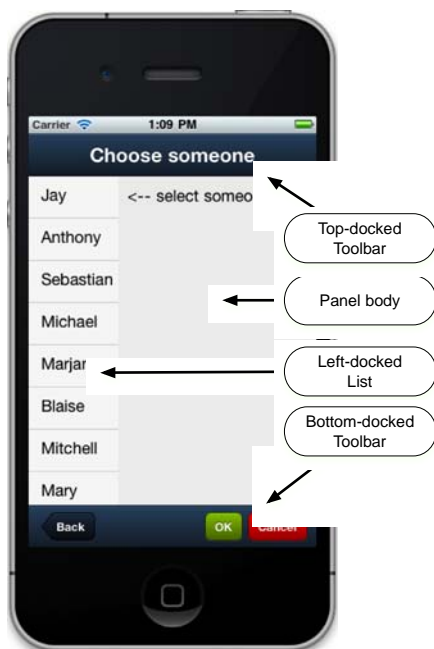 Carrier 1:09 PM
Choose someone
Jay <-- select someo
Anthony
Sebastian
Michael
Marjar
Blaise
Mitchell
Mary
Back OK Cancel
Top-docked
Toolbar
Panel body
Left-docked
List
Bottom-docked
Toolbar